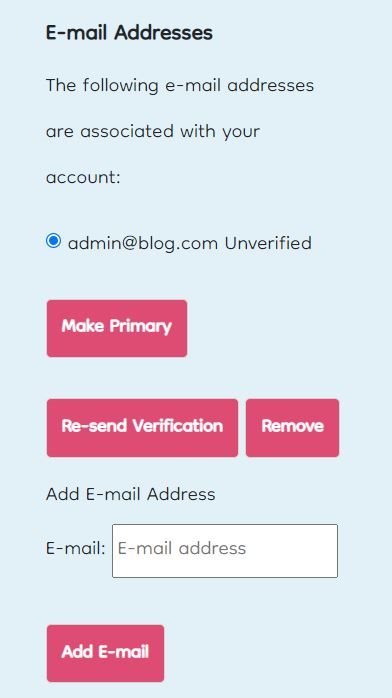 E-mail Addresses
The following e-mail addresses
are associated with your
account:
admin@blog.com Unverified
Make Primary
Re-send Verification Remove
Add E-mail Address
E-mail: E-mail address
Add E-mail